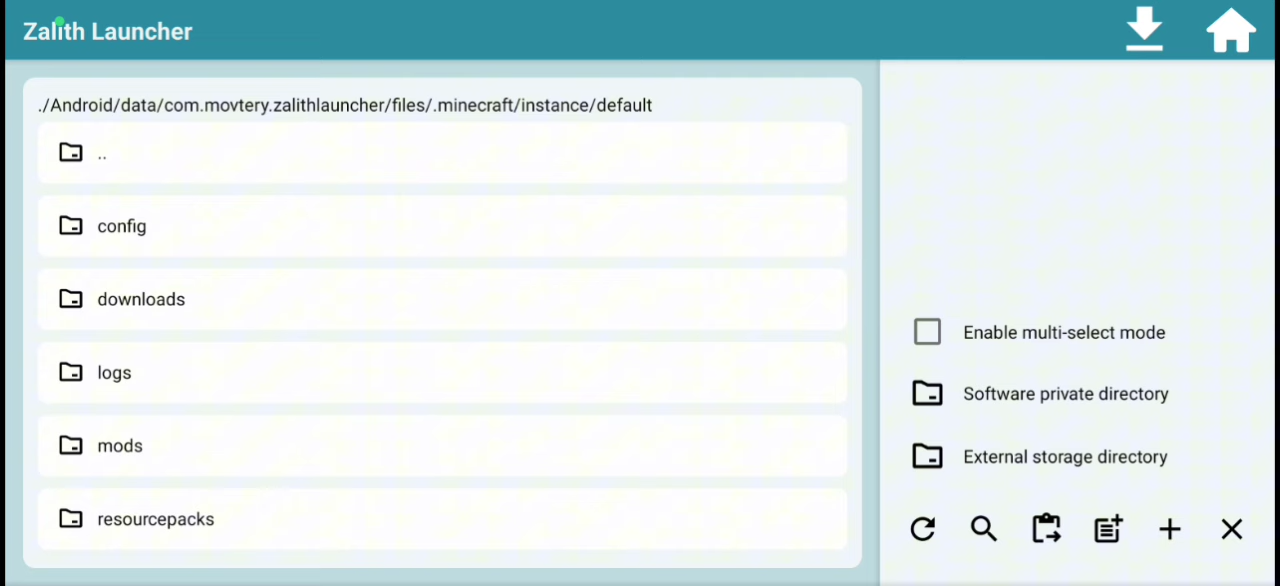 Zalith Launcher
./Android/data/com.movtery.zalithlauncher/files/.minecraft/instance/default
..
config
downloads
logs
mods
resourcepacks
Enable multi-select mode
Software private directory
External storage directory